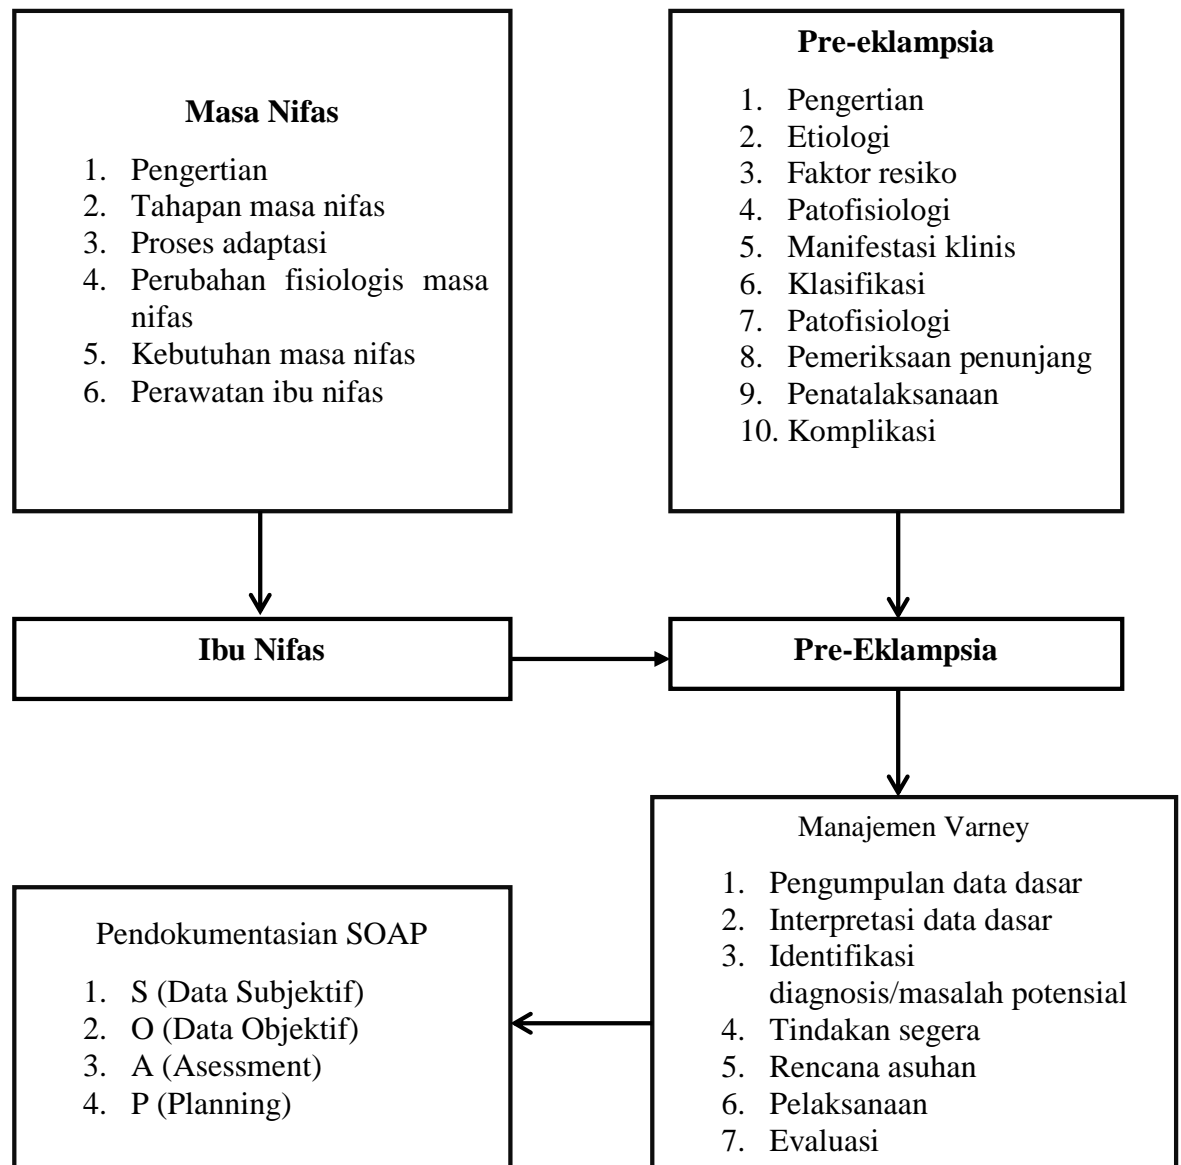 Masa Nifas
1. Pengertian
2. Tahapan masa nifas
3. Proses adaptasi
4. Perubahan fisiologis masa
nifas
5. Kebutuhan masa nifas
6. Perawatan ibu nifas
Pre-eklampsia
1. Pengertian
2. Etiologi
3. Faktor resiko
4. Patofisiologi
5. Manifestasi klinis
6. Klasifikasi
7. Patofisiologi
8. Pemeriksaan penunjang
9. Penatalaksanaan
10. Komplikasi
Ibu Nifas
Pre-Eklampsia
Manajemen Varney
1. Pengumpulan data dasar
2. Interpretasi data dasar
3. Identifikasi
diagnosis/masalah potensial
4. Tindakan segera
5. Rencana asuhan
6. Pelaksanaan
7. Evaluasi
Pendokumentasian SOAP
1. S (Data Subjektif)
2. O (Data Objektif)
3. A (Asessment)
4. P (Planning)